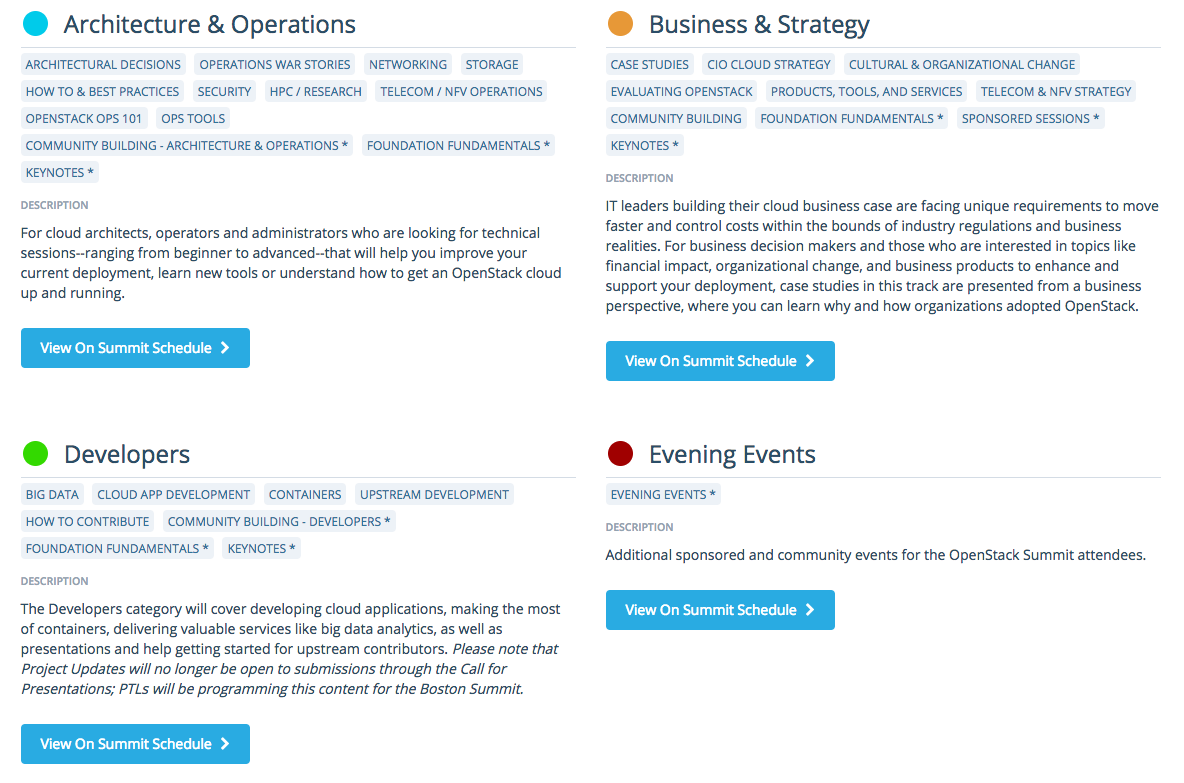 Architecture & Operations
ARCHITECTURAL DECISIONS OPERATIONS WAR STORIES NETWORKING STORAGE
HOW TO & BEST PRACTICES SECURITY HPC / RESEARCH TELECOM / NFV OPERATIONS
OPENSTACK OPS 101 OPS TOOLS
COMMUNITY BUILDING - ARCHITECTURE & OPERATIONS * FOUNDATION FUNDAMENTALS *
KEYNOTES *
DESCRIPTION
For cloud architects, operators and administrators who are looking for technical
sessions--ranging from beginner to advanced--that will help you improve your
current deployment, learn new tools or understand how to get an OpenStack cloud
up and running.
View On Summit Schedule
Business & Strategy
CASE STUDIES CIO CLOUD STRATEGY CULTURAL & ORGANIZATIONAL CHANGE
EVALUATING OPENSTACK PRODUCTS, TOOLS, AND SERVICES TELECOM & NFV STRATEGY
COMMUNITY BUILDING FOUNDATION FUNDAMENTALS * SPONSORED SESSIONS *
KEYNOTES *
DESCRIPTION
IT leaders building their cloud business case are facing unique requirements to move
faster and control costs within the bounds of industry regulations and business
realities. For business decision makers and those who are interested in topics like
financial impact, organizational change, and business products to enhance and
support your deployment, case studies in this track are presented from a business
perspective, where you can learn why and how organizations adopted OpenStack.
View On Summit Schedule
Developers
BIG DATA CLOUD APP DEVELOPMENT CONTAINERS UPSTREAM DEVELOPMENT
HOW TO CONTRIBUTE COMMUNITY BUILDING - DEVELOPERS *
FOUNDATION FUNDAMENTALS * KEYNOTES *
DESCRIPTION
The Developers category will cover developing cloud applications, making the most
of containers, delivering valuable services like big data analytics, as well as
presentations and help getting started for upstream contributors. Please note that
Project Updates will no longer be open to submissions through the Call for
Presentations; PTLs will be programming this content for the Boston Summit.
View On Summit Schedule
Evening Events
EVENING EVENTS *
DESCRIPTION
Additional sponsored and community events for the OpenStack Summit attendees.
View On Summit Schedule